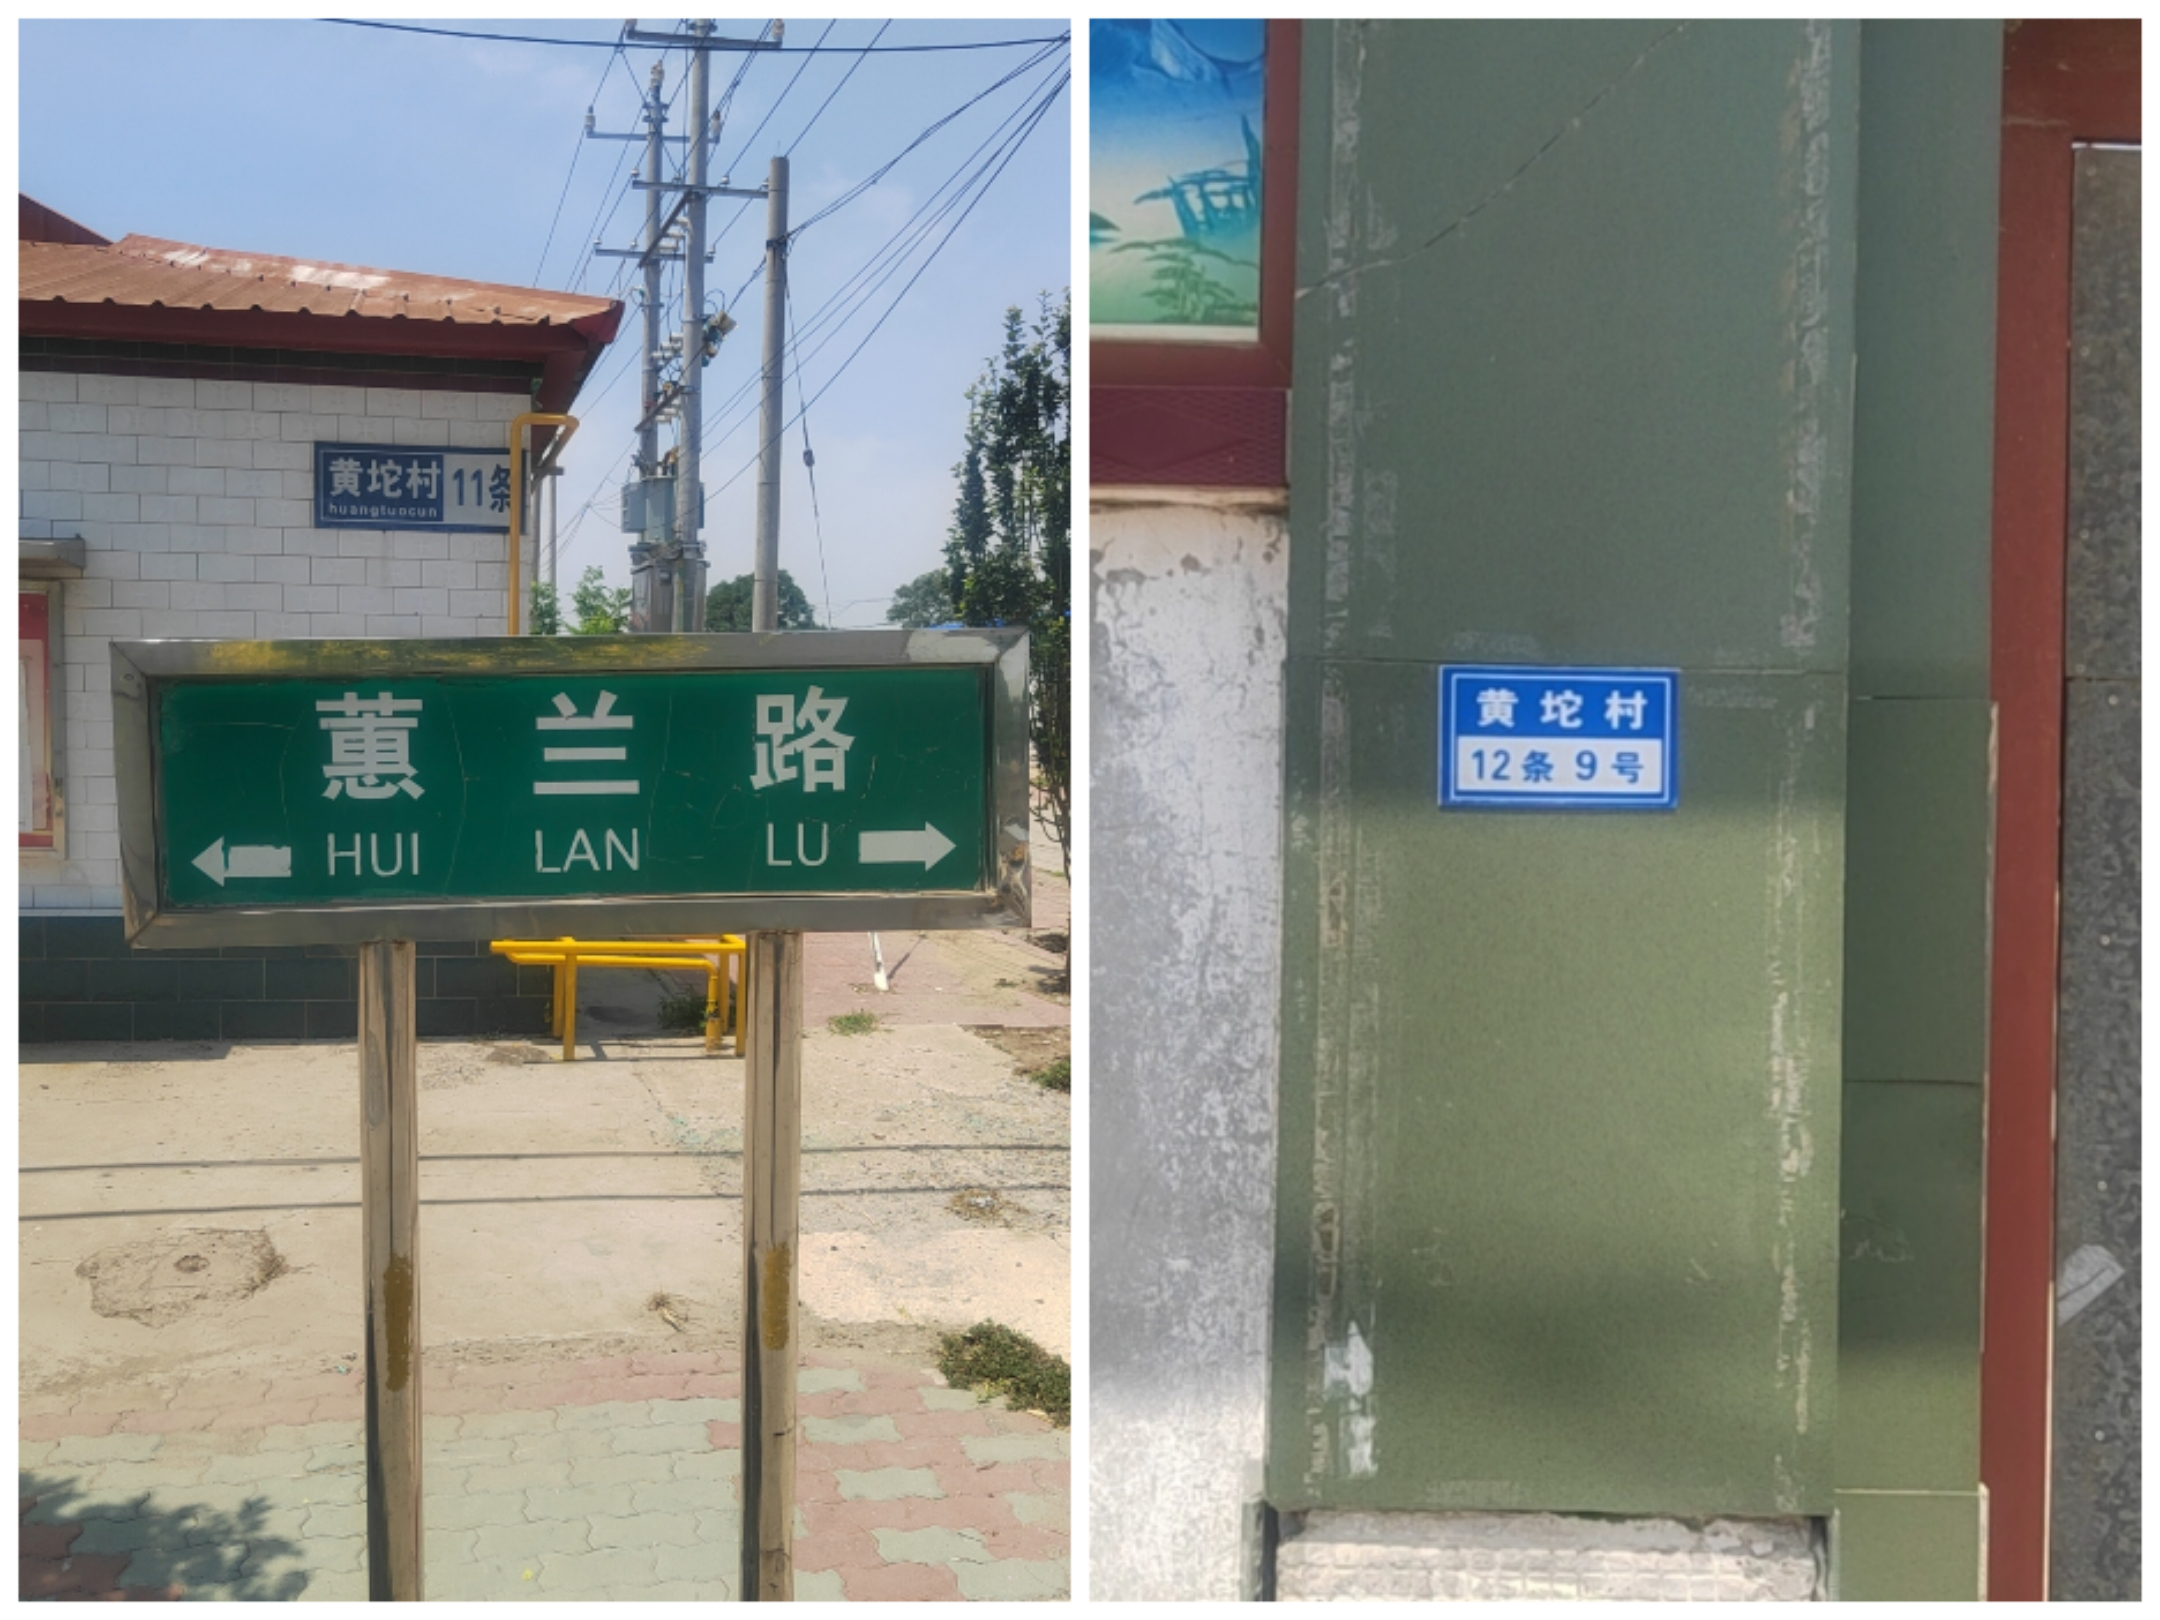 黄坨村 11条
huangtuocun
蕙 兰 路
HUI LAN LU
黄坨村
12条 9号